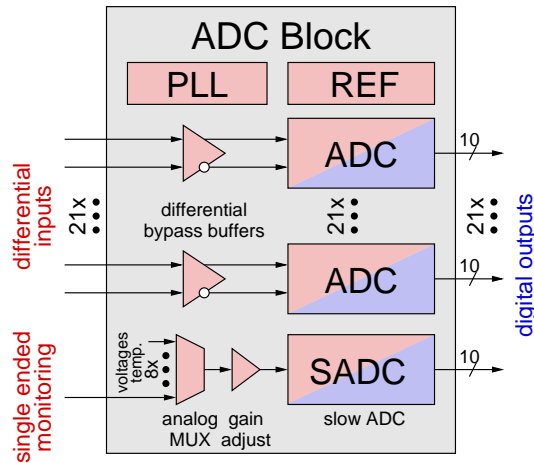 ADC Block
PLL
REF
differential
inputs
21x
differential
bypass buffers
ADC
10
21x
21x
ADC
10
digital outputs
single ended
monitoring
voltages
temp.
8x
analog
MUX
gain
adjust
SADC
slow ADC
10